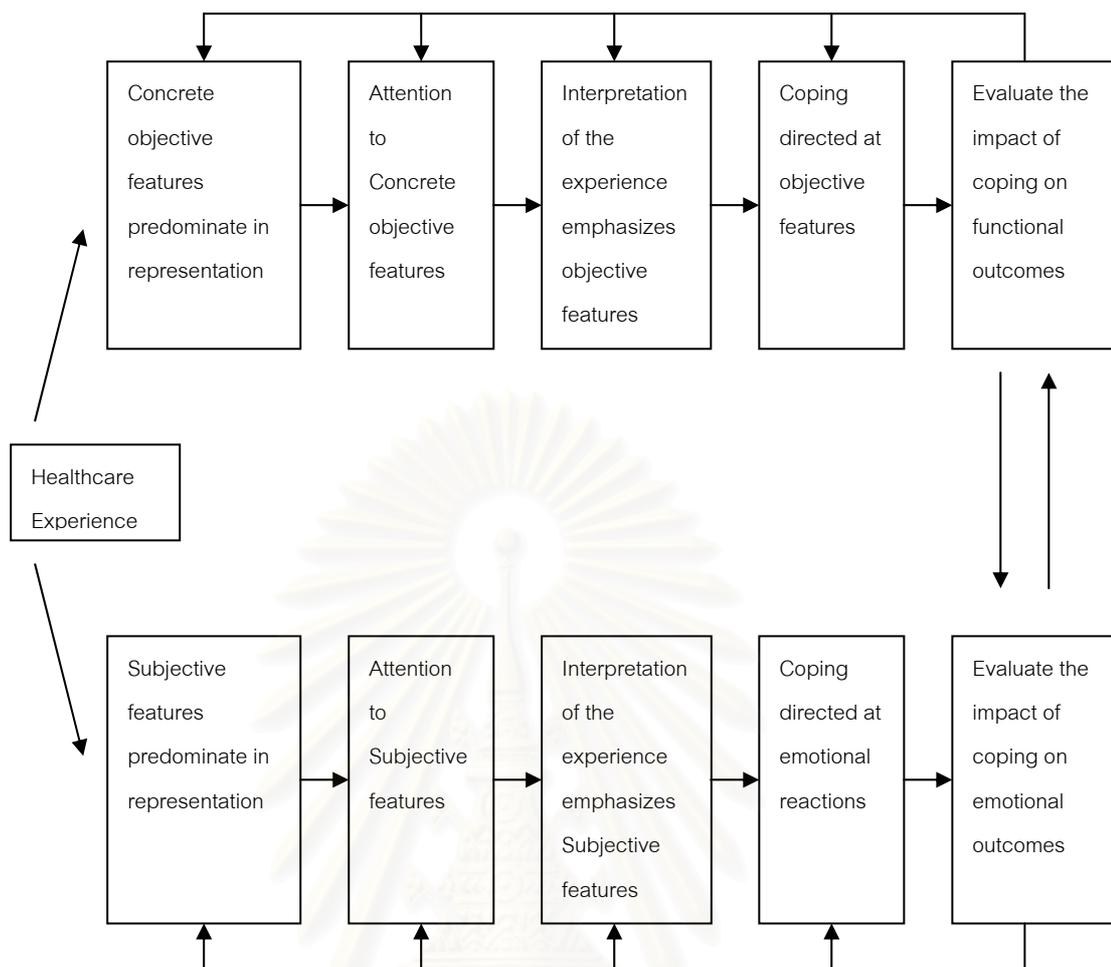 Concrete
objective
features
predominate in
representation
Attention
to
Concrete
objective
features
Interpretation
of the
experience
emphasizes
objective
features
Coping
directed at
objective
features
Evaluate the
impact of
coping on
functional
outcomes
Healthcare
Experience
Subjective
features
predominate in
representation
Attention
to
Subjective
features
Interpretation
of the
experience
emphasizes
Subjective
features
Coping
directed at
emotional
reactions
Evaluate the
impact of
coping on
emotional
outcomes